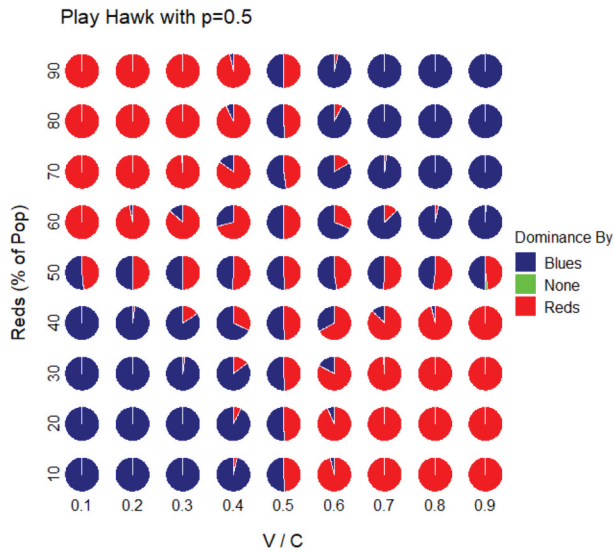 Play Hawk with p=0.5
Reds (% of Pop)
90
80
70
60
50
40
30
20
10
0.1 0.2 0.3 0.4 0.5 0.6 0.7 0.8 0.9
V / C
Dominance By
Blues
None
Reds